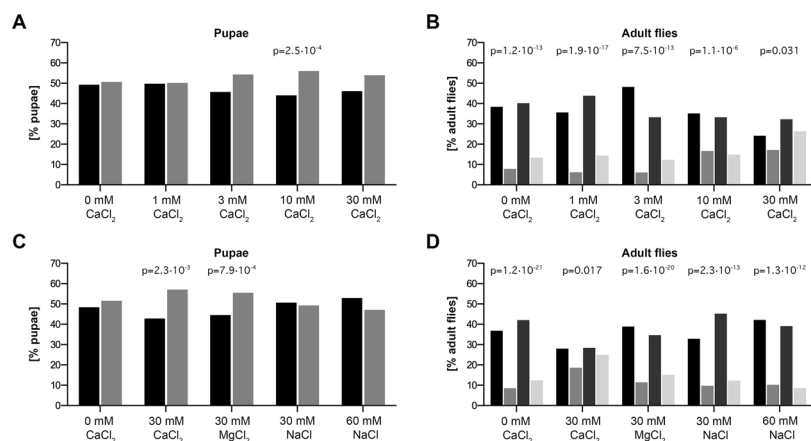 A
Pupae
p=2.5·10-4
[% pupae]
70
60
50
40
30
20
10
0
0 mM 1 mM 3 mM 10 mM 30 mM
CaCl2 CaCl2 CaCl2 CaCl2 CaCl2
B
Adult flies
p=1.2·10-13 p=1.9·10-17 p=7.5·10-13 p=1.1·10-6 p=0.031
[% adult flies]
70
60
50
40
30
20
10
0
0 mM 1 mM 3 mM 10 mM 30 mM
CaCl2 CaCl2 CaCl2 CaCl2 CaCl2
C
Pupae
p=2.3·10-3 p=7.9·10-4
[% pupae]
70
60
50
40
30
20
10
0
0 mM 30 mM 30 mM 30 mM 60 mM
CaCl2 CaCl2 MgCl2 NaCl NaCl
D
Adult flies
p=1.2·10-21 p=0.017 p=1.6·10-20 p=2.3·10-13 p=1.3·10-12
[% adult flies]
70
60
50
40
30
20
10
0
0 mM 30 mM 30 mM 30 mM 60 mM
CaCl2 CaCl2 MgCl2 NaCl NaCl